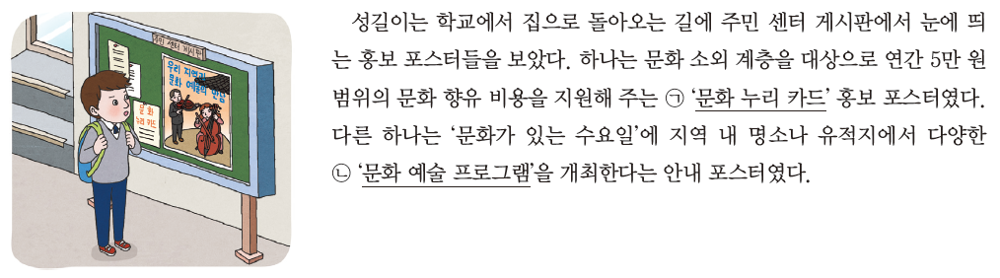 주민 센터 게시판
우리 지역과
문화 예술의 만남
문화
누리 카드
성길이는 학교에서 집으로 돌아오는 길에 주민 센터 게시판에서 눈에 띄
는 홍보 포스터들을 보았다. 하나는 문화 소외 계층을 대상으로 연간 5만 원
범위의 문화 향유 비용을 지원해 주는 ㉠ ‘문화 누리 카드’ 홍보 포스터였다.
다른 하나는 ‘문화가 있는 수요일’에 지역 내 명소나 유적지에서 다양한
㉡ ‘문화 예술 프로그램’을 개최한다는 안내 포스터였다.